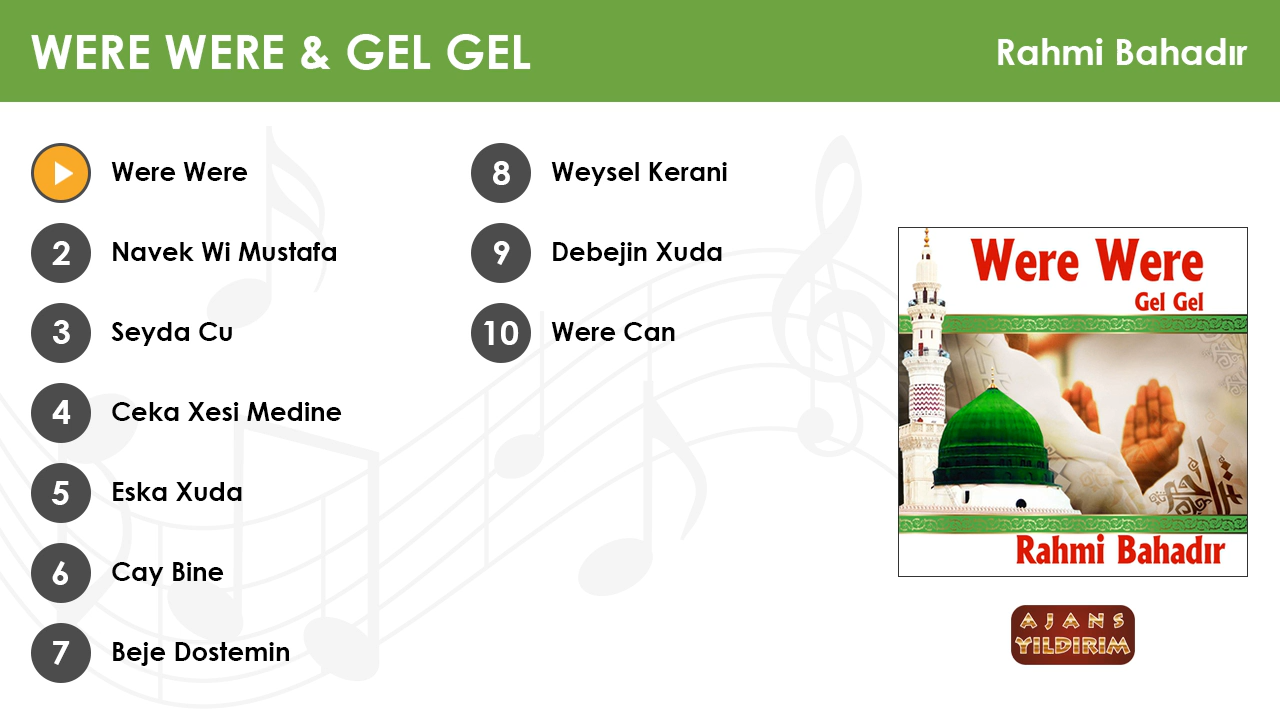 WERE WERE & GEL GEL
Rahmi Bahadır
Were Were
2 Navek Wi Mustafa
3 Seyda Cu
4 Ceka Xesi Medine
5 Eska Xuda
6 Cay Bine
7 Beje Dostemin
8 Weysel Kerani
9 Debejin Xuda
10 Were Can
Were Were
Gel Gel
Rahmi Bahadır
AJANS
YILDIRIM